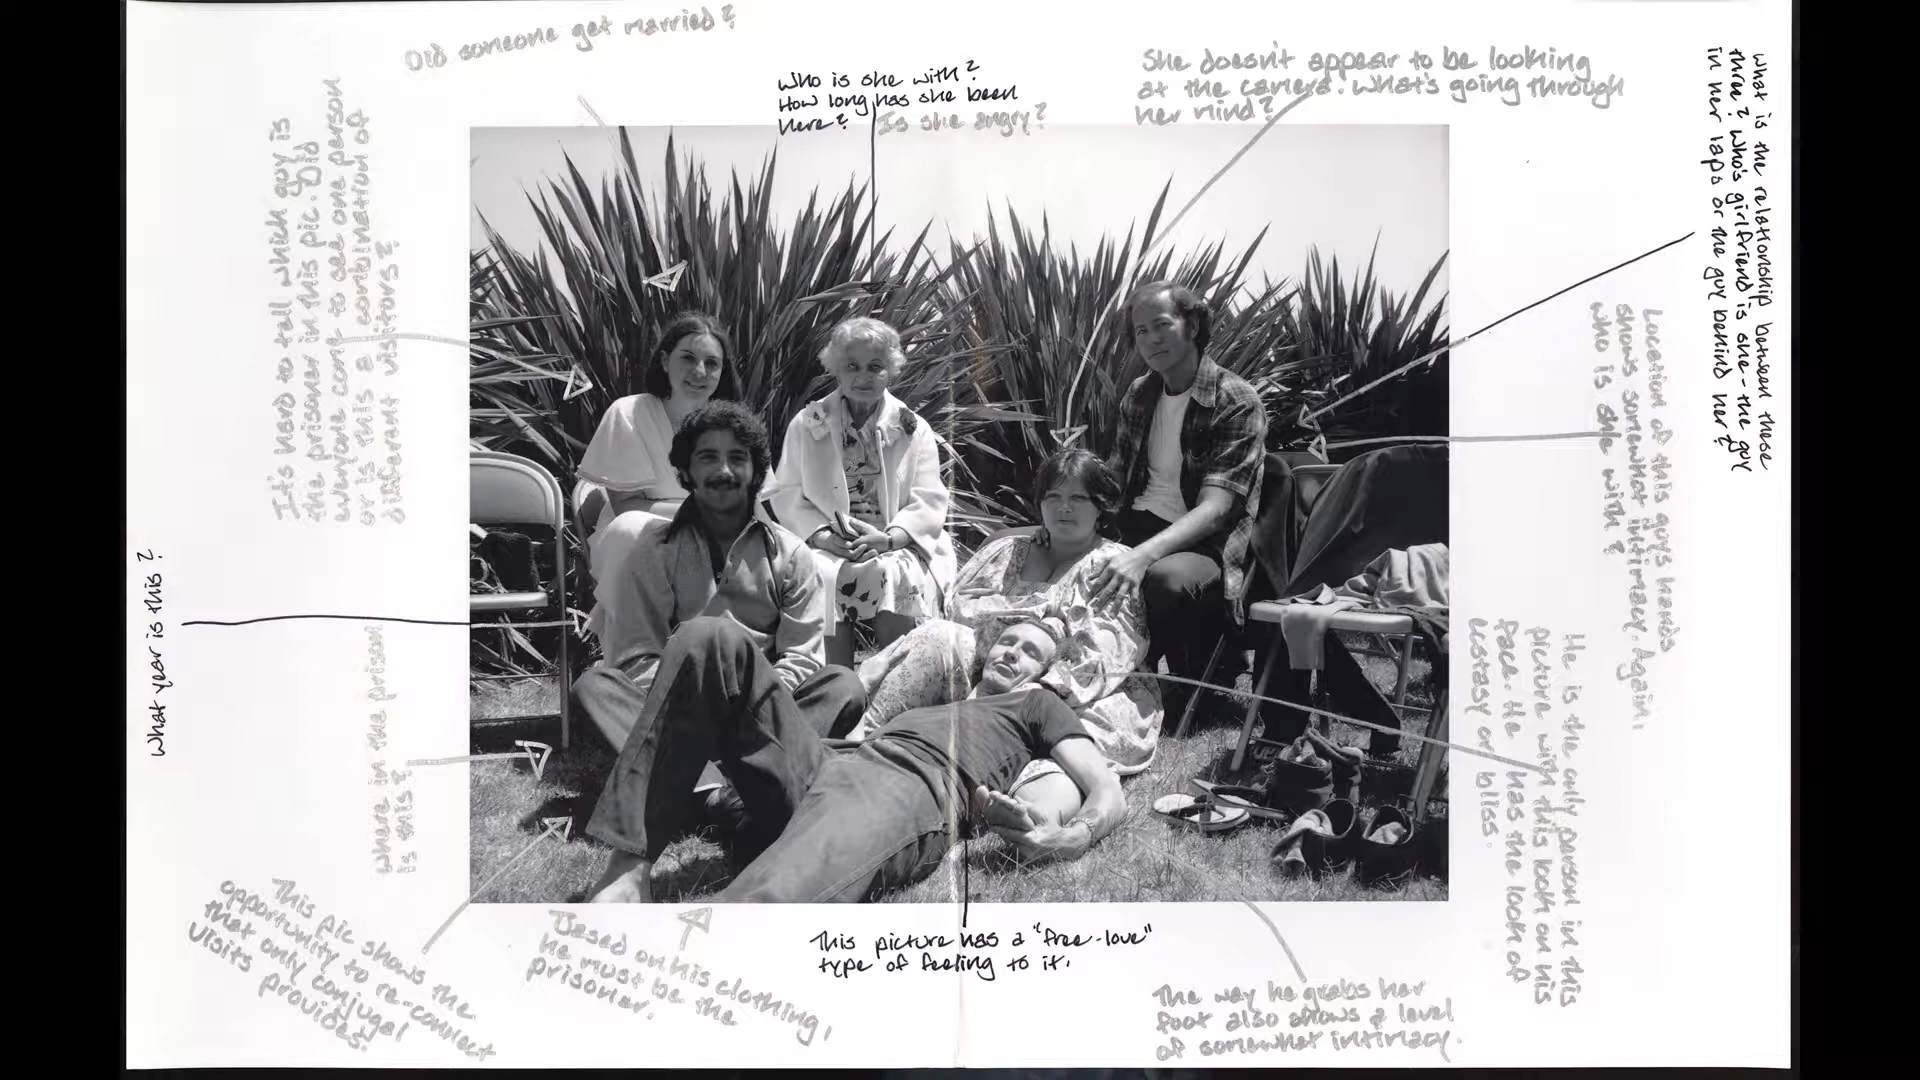 Did someone get married?
Who is she with?
How long has she been
here? Is she angry?
She doesn't appear to be looking
at the camera. What's going through
her mind?
What is the relationship between these
three? Who's girlfriend is she - the guy
in her laps or the guy behind her?
It's hard to tell which guy is
the prisoner in this pic. Did
everyone come to see one person
or is this a combination of
different visitors?
Location of this guys hands
shows somewhat intimacy. Again,
who is she with?
What year is this?
Where in the prison
is this?
He is the only person in this
picture with this look on his
face. He has the look of
ecstasy or bliss.
This pic shows the
opportunity to re-connect
that only conjugal
visits provides!
Based on his clothing,
he must be the
prisoner.
This picture has a "free-love"
type of feeling to it.
The way he grabs her
foot also shows a level
of somewhat intimacy.